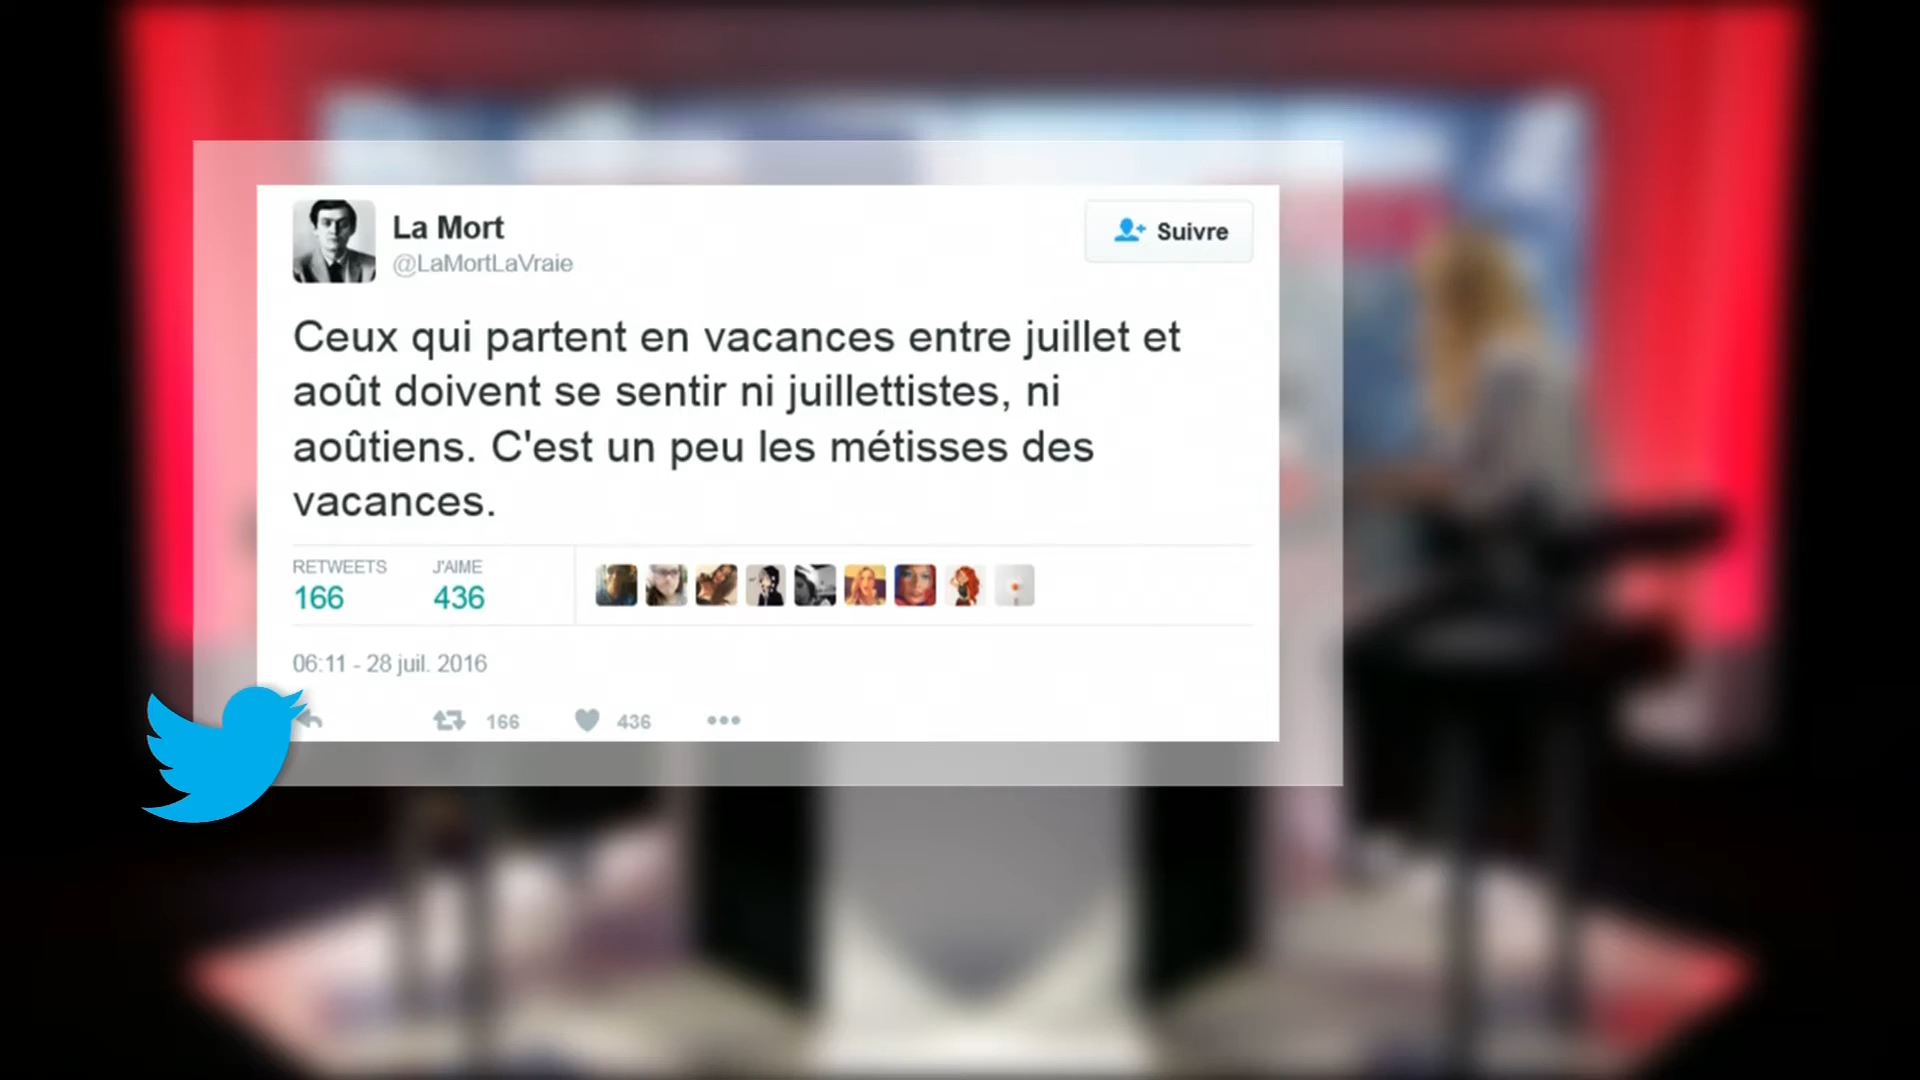 La Mort
@LaMortLaVraie
Suivre
Ceux qui partent en vacances entre juillet et
août doivent se sentir ni juillettistes, ni
aoûtiens. C'est un peu les métisses des
vacances.
RETWEETS J'AIME
166 436
06:11 - 28 juil. 2016
166 436